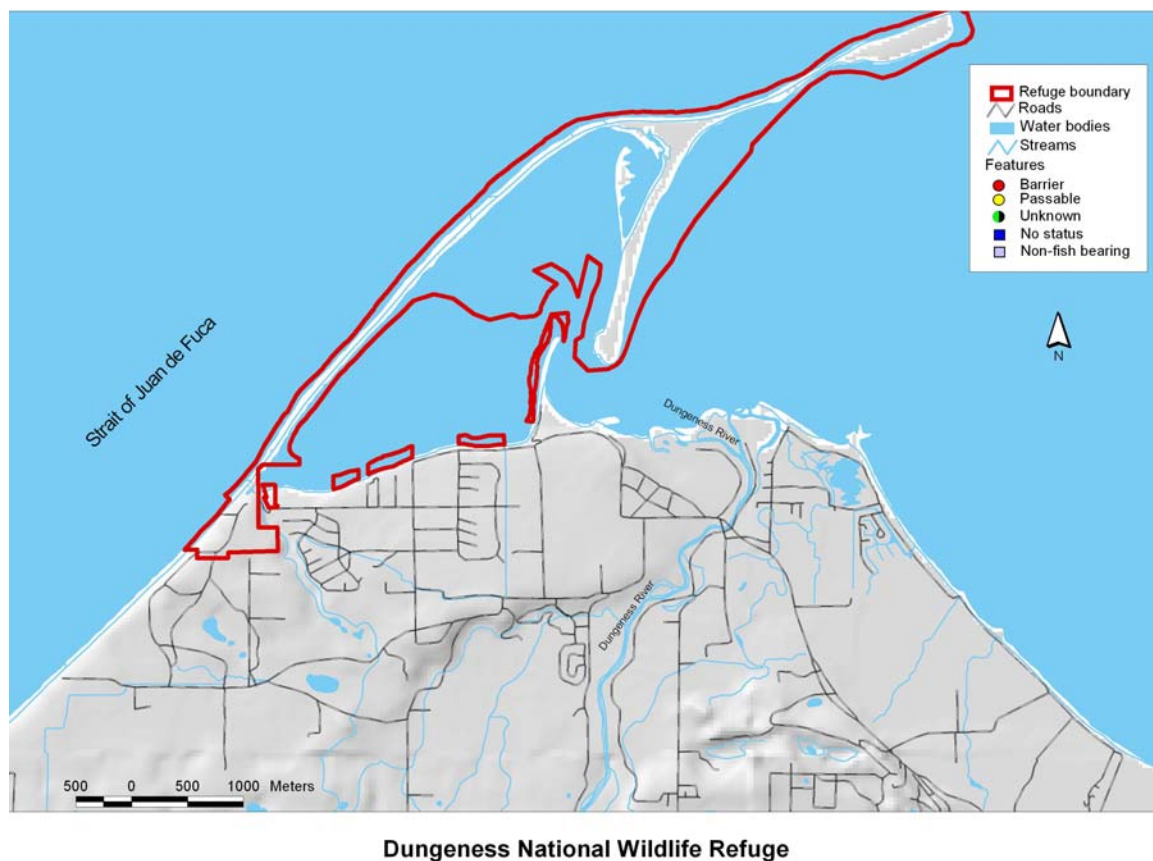 Refuge boundary
Roads
Water bodies
Streams
Features
Barrier
Passable
Unknown
No status
Non-fish bearing
N
Strait of Juan de Fuca
Dungeness River
Dungeness River
500 0 500 1000 Meters
Dungeness National Wildlife Refuge